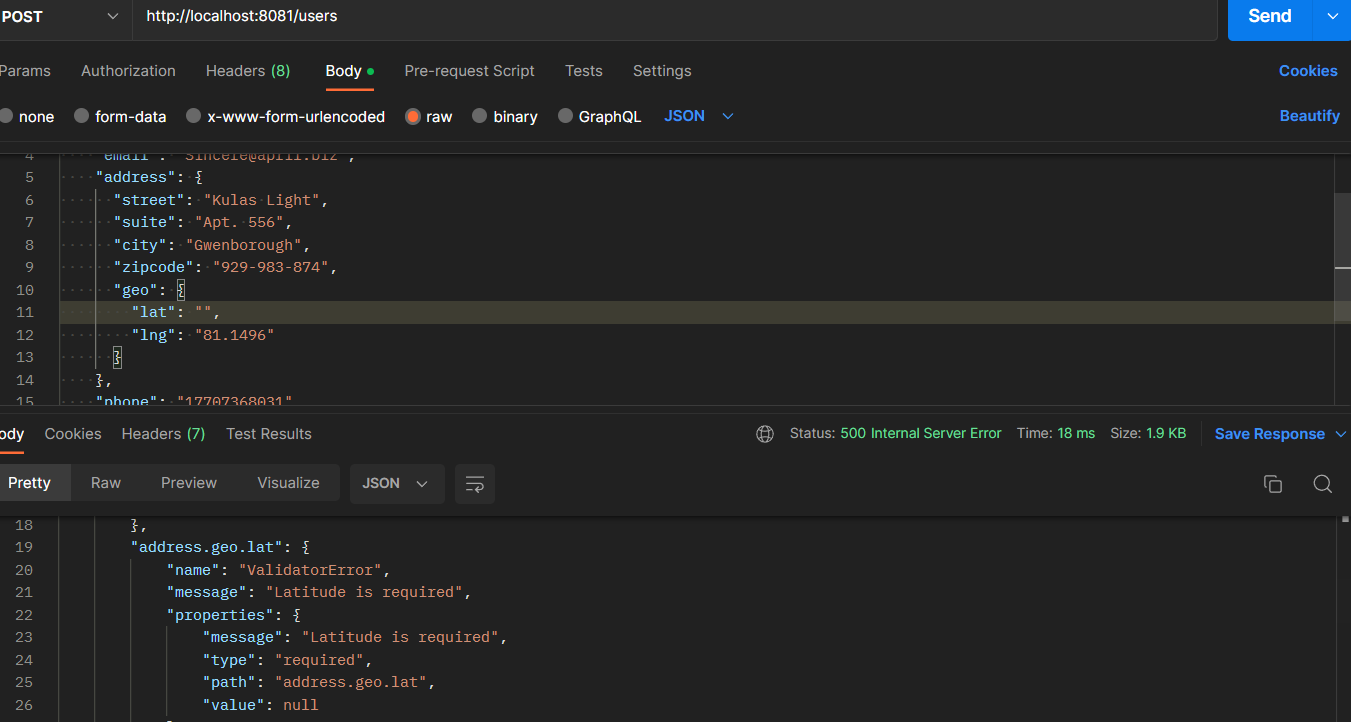 POST http://localhost:8081/users Send
Params Authorization Headers (8) Body Pre-request Script Tests Settings Cookies
none form-data x-www-form-urlencoded raw binary GraphQL JSON Beautify
4 "email": "Sincere@april.biz",
5 "address": {
6 "street": "Kulas Light",
7 "suite": "Apt. 556",
8 "city": "Gwenborough",
9 "zipcode": "929-983-874",
10 "geo": {
11 "lat": "",
12 "lng": "81.1496"
13 }
14 },
15 "phone": "17707368031"
ody Cookies Headers (7) Test Results Status: 500 Internal Server Error Time: 18 ms Size: 1.9 KB Save Response
Pretty Raw Preview Visualize JSON
18 },
19 "address.geo.lat": {
20 "name": "ValidatorError",
21 "message": "Latitude is required",
22 "properties": {
23 "message": "Latitude is required",
24 "type": "required",
25 "path": "address.geo.lat",
26 "value": null